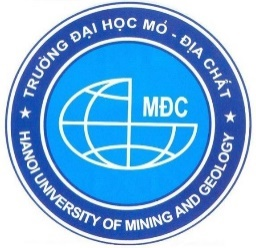 TRƯỜNG ĐẠI HỌC MỎ - ĐỊA CHẤT
MĐC
HANOI UNIVERSITY OF MINING AND GEOLOGY